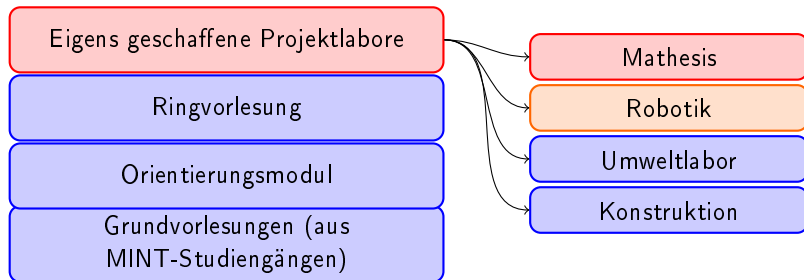 Eigens geschaffene Projektlabore
Ringvorlesung
Orientierungsmodul
Grundvorlesungen (aus
MINT-Studiengängen)
Mathesis
Robotik
Umweltlabor
Konstruktion